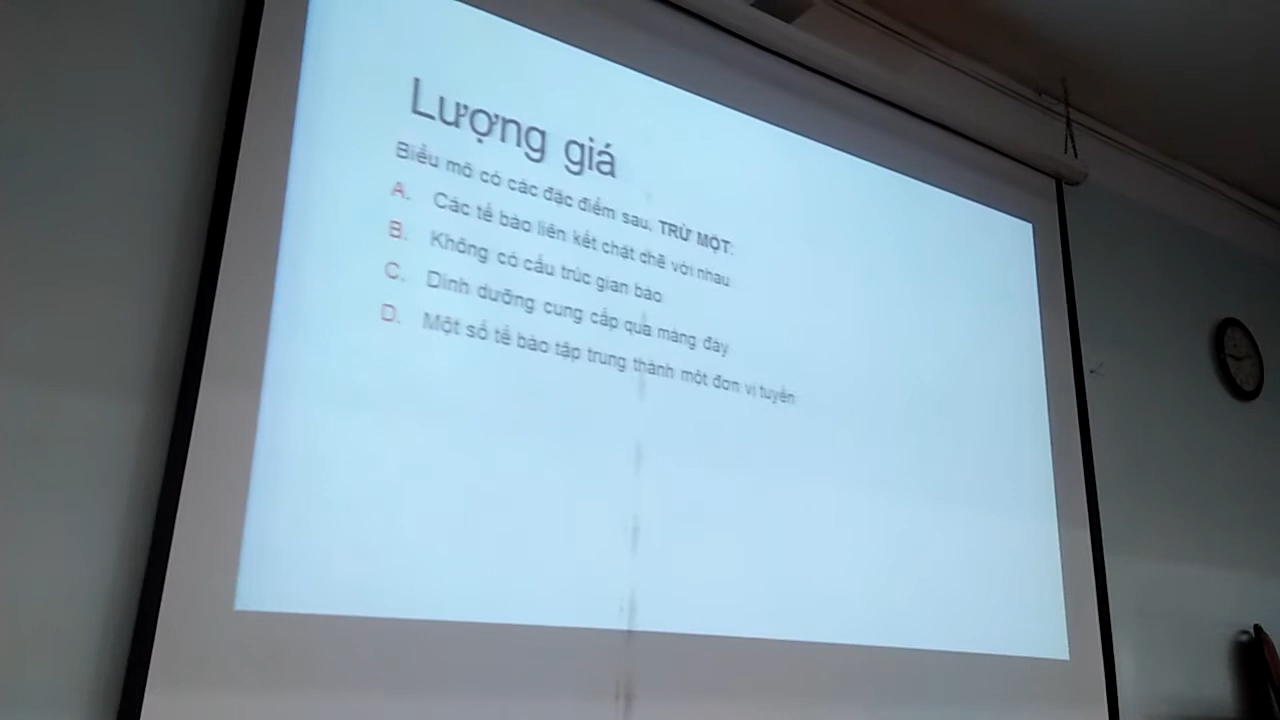 Lượng giá
Biểu mô có các đặc điểm sau, TRỪ MỘT:
A. Các tế bào liên kết chặt chẽ với nhau
B. Không có cấu trúc gian bào
C. Dinh dưỡng cung cấp qua màng đáy
D. Một số tế bào tập trung thành một đơn vị tuyến